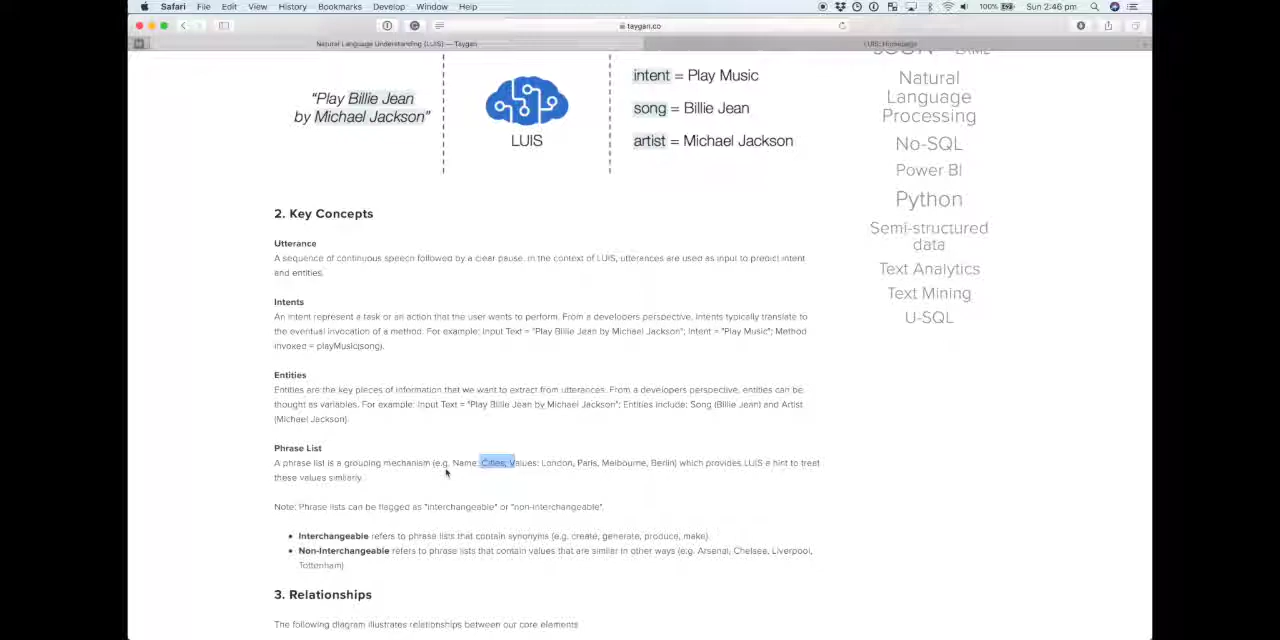 Safari File Edit View History Bookmarks Develop Window Help 100% Sun 2:46 pm
taygan.co
Natural Language Understanding (LUIS) — Taygan LUIS: Homepage
"Play Billie Jean
by Michael Jackson"
LUIS
intent = Play Music
song = Billie Jean
artist = Michael Jackson
2. Key Concepts
Utterance
A sequence of continuous speech followed by a clear pause. In the context of LUIS, utterances are used as input to predict intent
and entities.
Intents
An intent represent a task or an action that the user wants to perform. From a developers perspective, intents typically translate to
the eventual invocation of a method. For example: Input Text = "Play Billie Jean by Michael Jackson"; Intent = "Play Music"; Method
invoked = playMusic(song).
Entities
Entities are the key pieces of information that we want to extract from utterances. From a developers perspective, entities can be
thought as variables. For example: Input Text = "Play Billie Jean by Michael Jackson"; Entities include: Song (Billie Jean) and Artist
(Michael Jackson).
Phrase List
A phrase list is a grouping mechanism (e.g. Name: Cities; Values: London, Paris, Melbourne, Berlin) which provides LUIS a hint to treat
these values similarly.
Note: Phrase lists can be flagged as "interchangeable" or "non-interchangeable".
• Interchangeable refers to phrase lists that contain synonyms (e.g. create, generate, produce, make).
• Non-Interchangeable refers to phrase lists that contain values that are similar in other ways (e.g. Arsenal, Chelsea, Liverpool,
Tottenham).
3. Relationships
The following diagram illustrates relationships between our core elements
Natural
Language
Processing
No-SQL
Power BI
Python
Semi-structured
data
Text Analytics
Text Mining
U-SQL